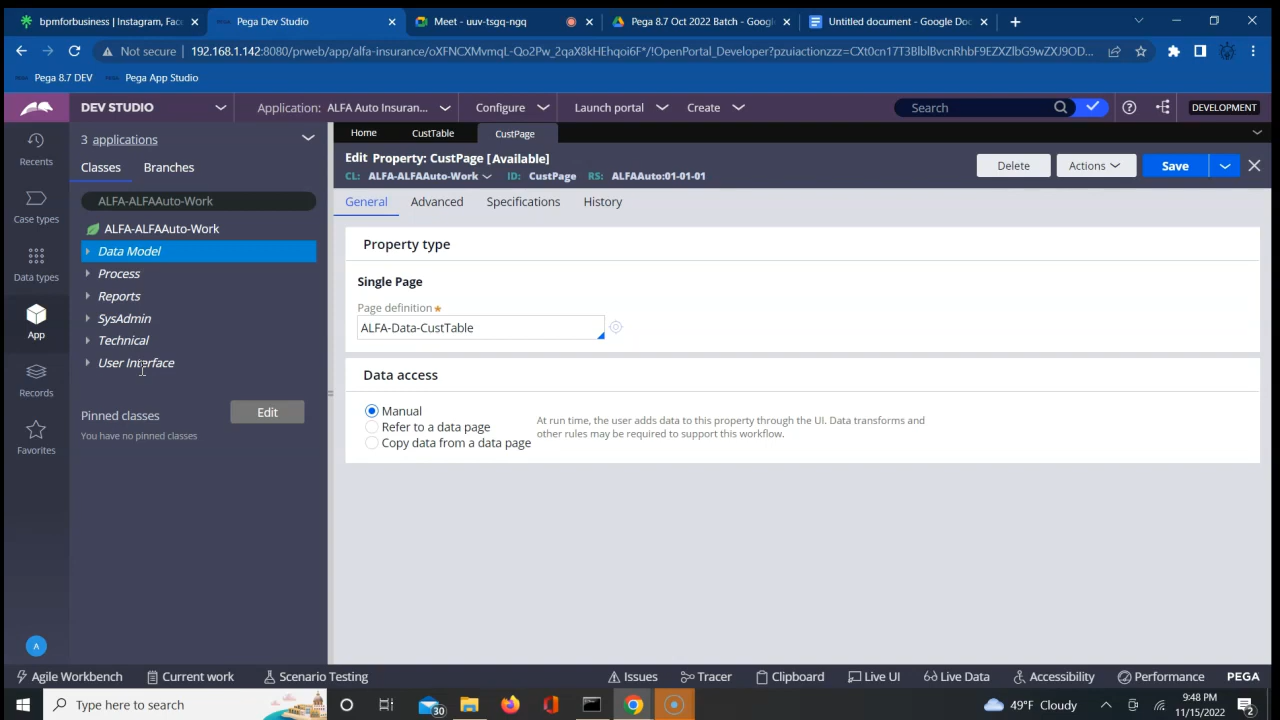 bpmforbusiness | Instagram, Fac
Pega Dev Studio
Meet - uuv-tsgq-ngq
Pega 8.7 Oct 2022 Batch - Googl
Untitled document - Google Doc
Not secure | 192.168.1.142:8080/prweb/app/alfa-insurance/oXFNCXMvmqL-Qo2Pw_2qaX8kHEhqoi6F*/!OpenPortal_Developer?pzuiactionzzz=CXt0cn17T3BlblBvcnRhbF9EZXZlbG9wZXJ9OD...
Pega 8.7 DEV
Pega App Studio
DEV STUDIO
Application: ALFA Auto Insuran...
Configure
Launch portal
Create
Search
DEVELOPMENT
Recents
Case types
Data types
App
Records
Favorites
A
3 applications
Classes
Branches
ALFA-ALFAAuto-Work
ALFA-ALFAAuto-Work
Data Model
Process
Reports
SysAdmin
Technical
User Interface
Pinned classes
Edit
You have no pinned classes
Home
CustTable
CustPage
Edit Property: CustPage [Available]
CL: ALFA-ALFAAuto-Work ID: CustPage RS: ALFAAuto:01-01-01
Delete
Actions
Save
General
Advanced
Specifications
History
Property type
Single Page
Page definition ★
ALFA-Data-CustTable
Data access
Manual
Refer to a data page
Copy data from a data page
At run time, the user adds data to this property through the UI. Data transforms and
other rules may be required to support this workflow.
Agile Workbench
Current work
Scenario Testing
Issues
Tracer
Clipboard
Live UI
Live Data
Accessibility
Performance
PEGA
Type here to search
30
49°F Cloudy
9:48 PM
11/15/2022
2